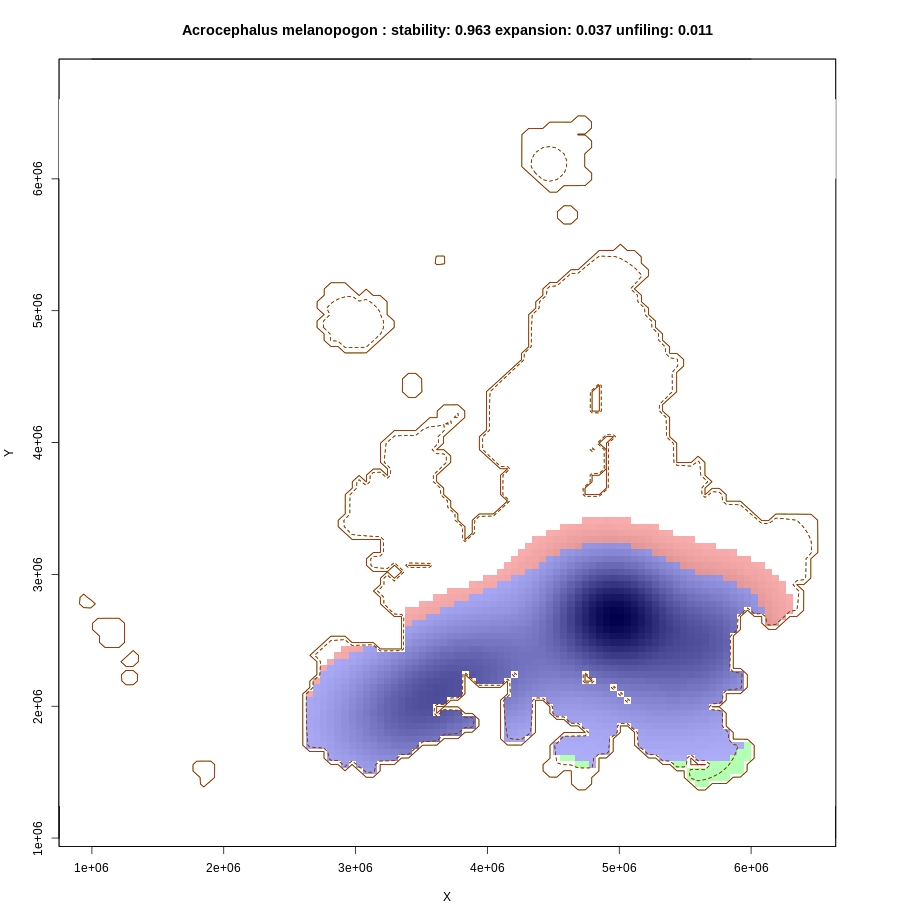 Acrocephalus melanopogon : stability: 0.963 expansion: 0.037 unfiling: 0.011
6e+06
5e+06
4e+06
Y
3e+06
2e+06
1e+06
1e+06 2e+06 3e+06 4e+06 5e+06 6e+06
X